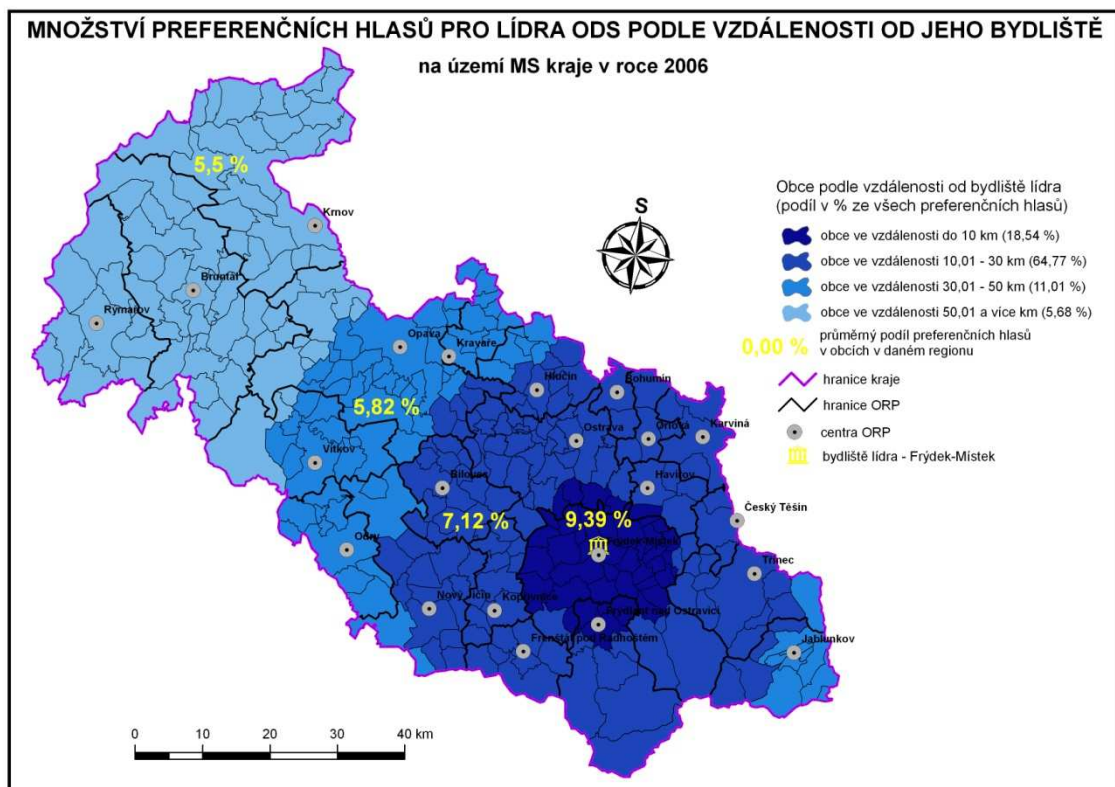 MNOŽSTVÍ PREFERENČNÍCH HLASŮ PRO LÍDRA ODS PODLE VZDÁLENOSTI OD JEHO BYDLIŠTĚ
na území MS kraje v roce 2006
5,5 %
Krnov
Bruntál
Rýmařov
S
Obce podle vzdálenosti od bydliště lídra
(podíl v % ze všech preferenčních hlasů)
obce ve vzdálenosti do 10 km (18,54 %)
obce ve vzdálenosti 10,01 - 30 km (64,77 %)
obce ve vzdálenosti 30,01 - 50 km (11,01 %)
obce ve vzdálenosti 50,01 a více km (5,68 %)
0,00 %
průměrný podíl preferenčních hlasů
v obcích v daném regionu
hranice kraje
hranice ORP
centra ORP
bydliště lídra - Frýdek-Místek
Opava
Kravaře
Hlučín
Bohumín
5,82 %
Ostrava
Orlová
Karviná
Vítkov
Bílovec
Havířov
7,12 %
9,39 %
Český Těšín
Odry
Frýdek-Místek
Třinec
Nový Jičín
Kopřivnice
Frýdlant nad Ostravicí
Frenštát pod Radhoštěm
Jablunkov
0 10 20 30 40 km